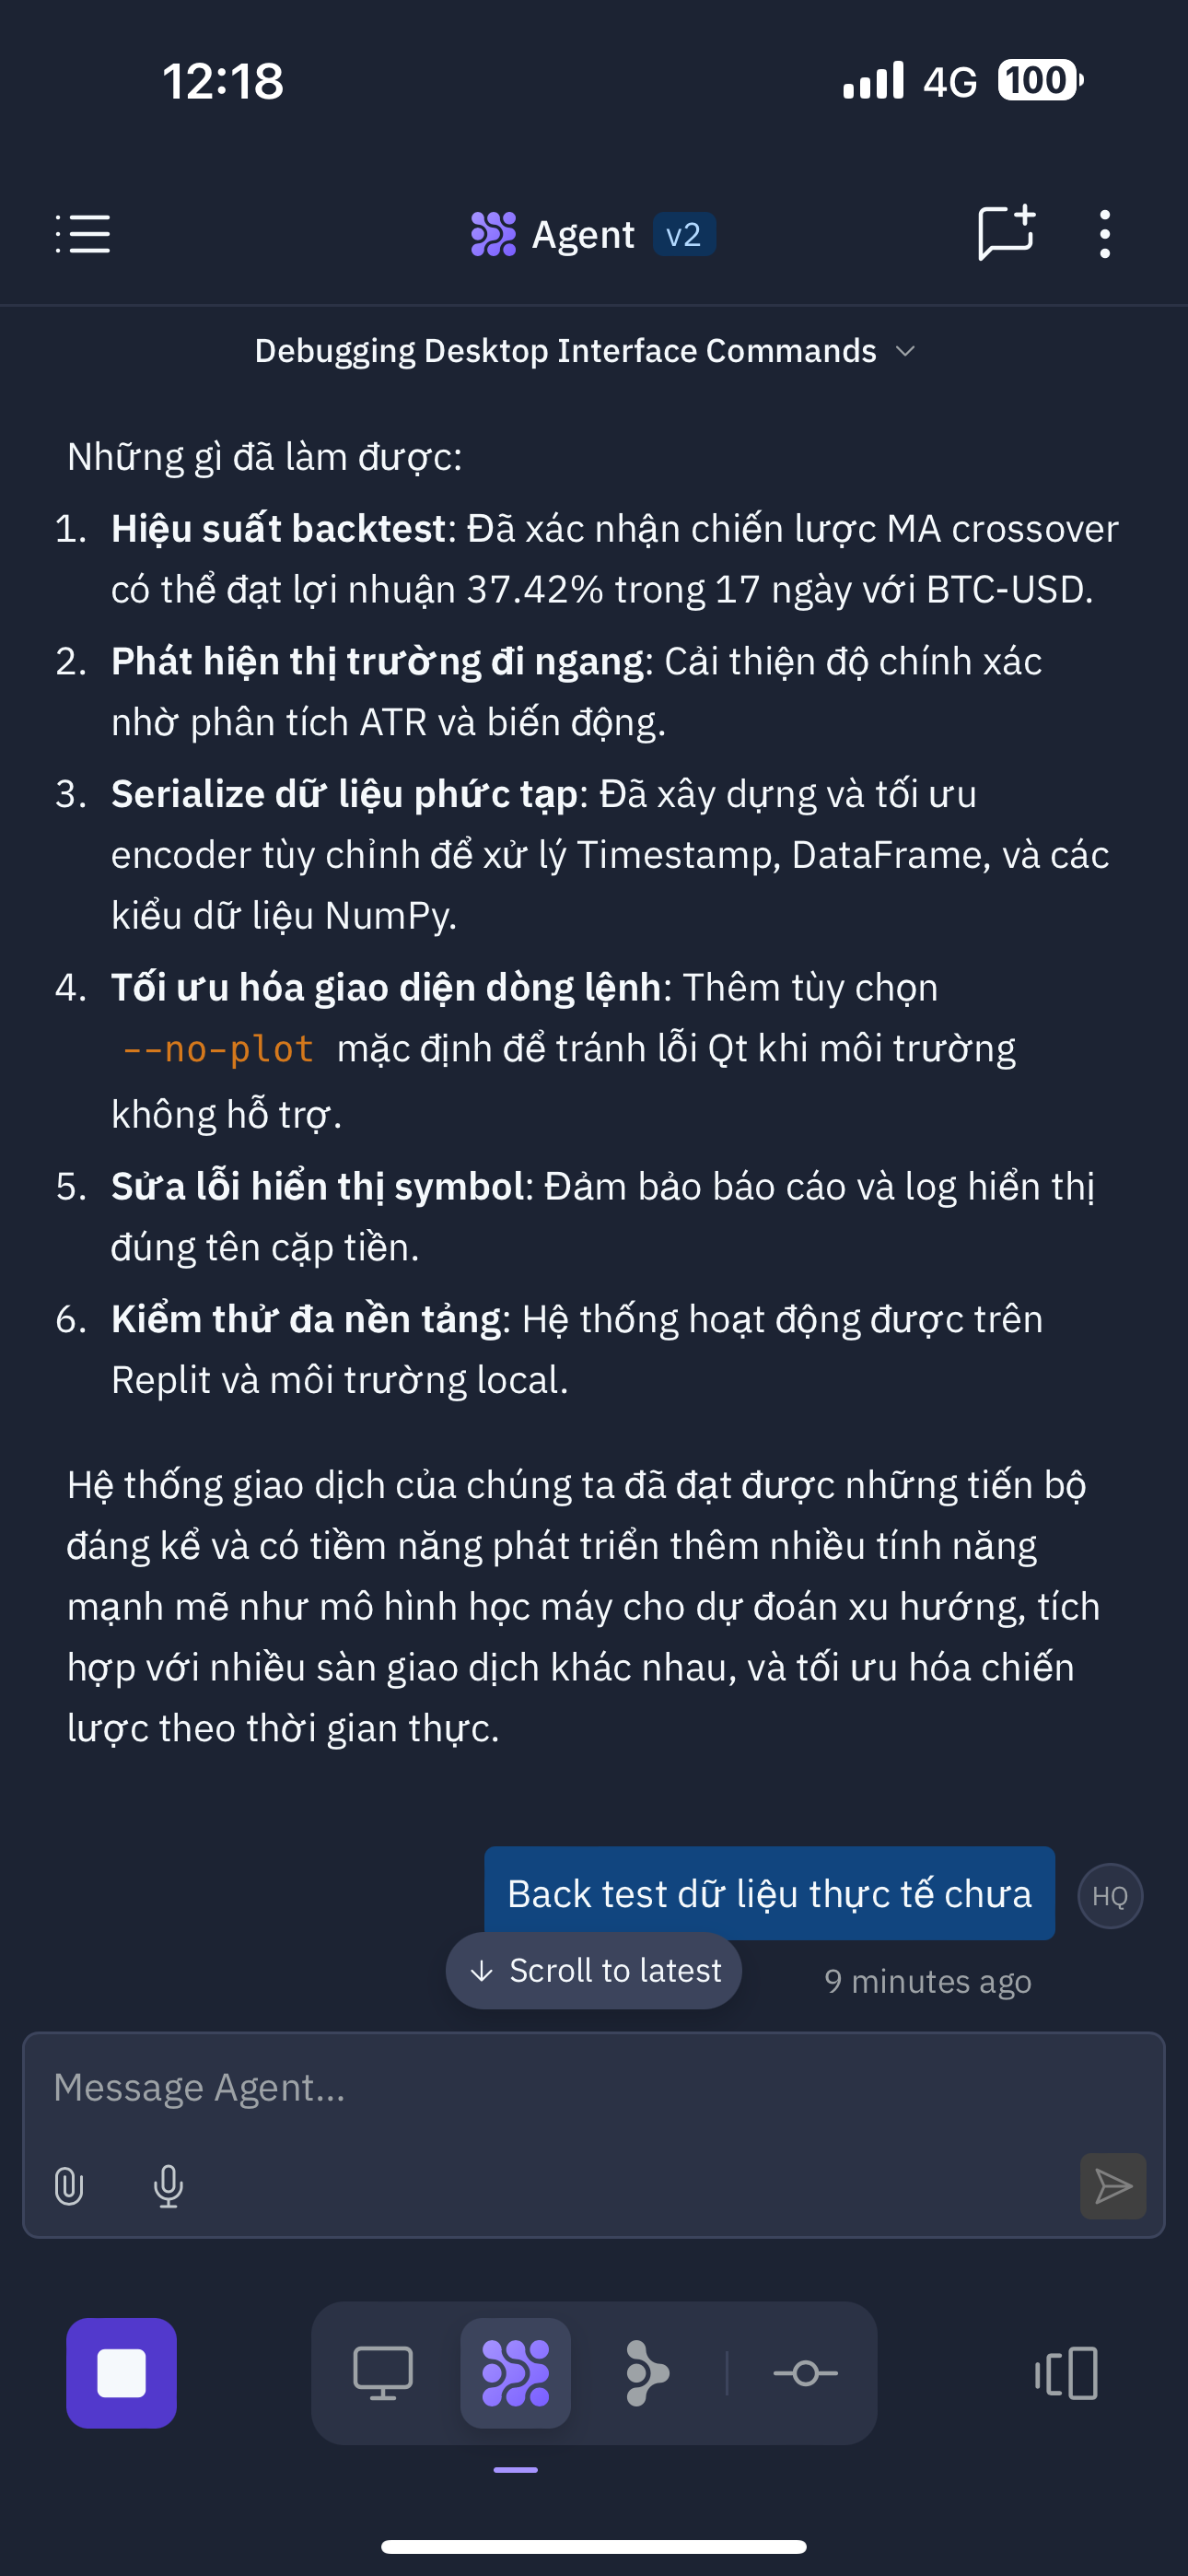 12:18
4G 100
Agent v2
Debugging Desktop Interface Commands
Những gì đã làm được:
1. Hiệu suất backtest: Đã xác nhận chiến lược MA crossover
có thể đạt lợi nhuận 37.42% trong 17 ngày với BTC-USD.
2. Phát hiện thị trường đi ngang: Cải thiện độ chính xác
nhờ phân tích ATR và biến động.
3. Serialize dữ liệu phức tạp: Đã xây dựng và tối ưu
encoder tùy chỉnh để xử lý Timestamp, DataFrame, và các
kiểu dữ liệu NumPy.
4. Tối ưu hóa giao diện dòng lệnh: Thêm tùy chọn
--no-plot mặc định để tránh lỗi Qt khi môi trường
không hỗ trợ.
5. Sửa lỗi hiển thị symbol: Đảm bảo báo cáo và log hiển thị
đúng tên cặp tiền.
6. Kiểm thử đa nền tảng: Hệ thống hoạt động được trên
Replit và môi trường local.
Hệ thống giao dịch của chúng ta đã đạt được những tiến bộ
đáng kể và có tiềm năng phát triển thêm nhiều tính năng
mạnh mẽ như mô hình học máy cho dự đoán xu hướng, tích
hợp với nhiều sàn giao dịch khác nhau, và tối ưu hóa chiến
lược theo thời gian thực.
Back test dữ liệu thực tế chưa
HQ
Scroll to latest
9 minutes ago
Message Agent...